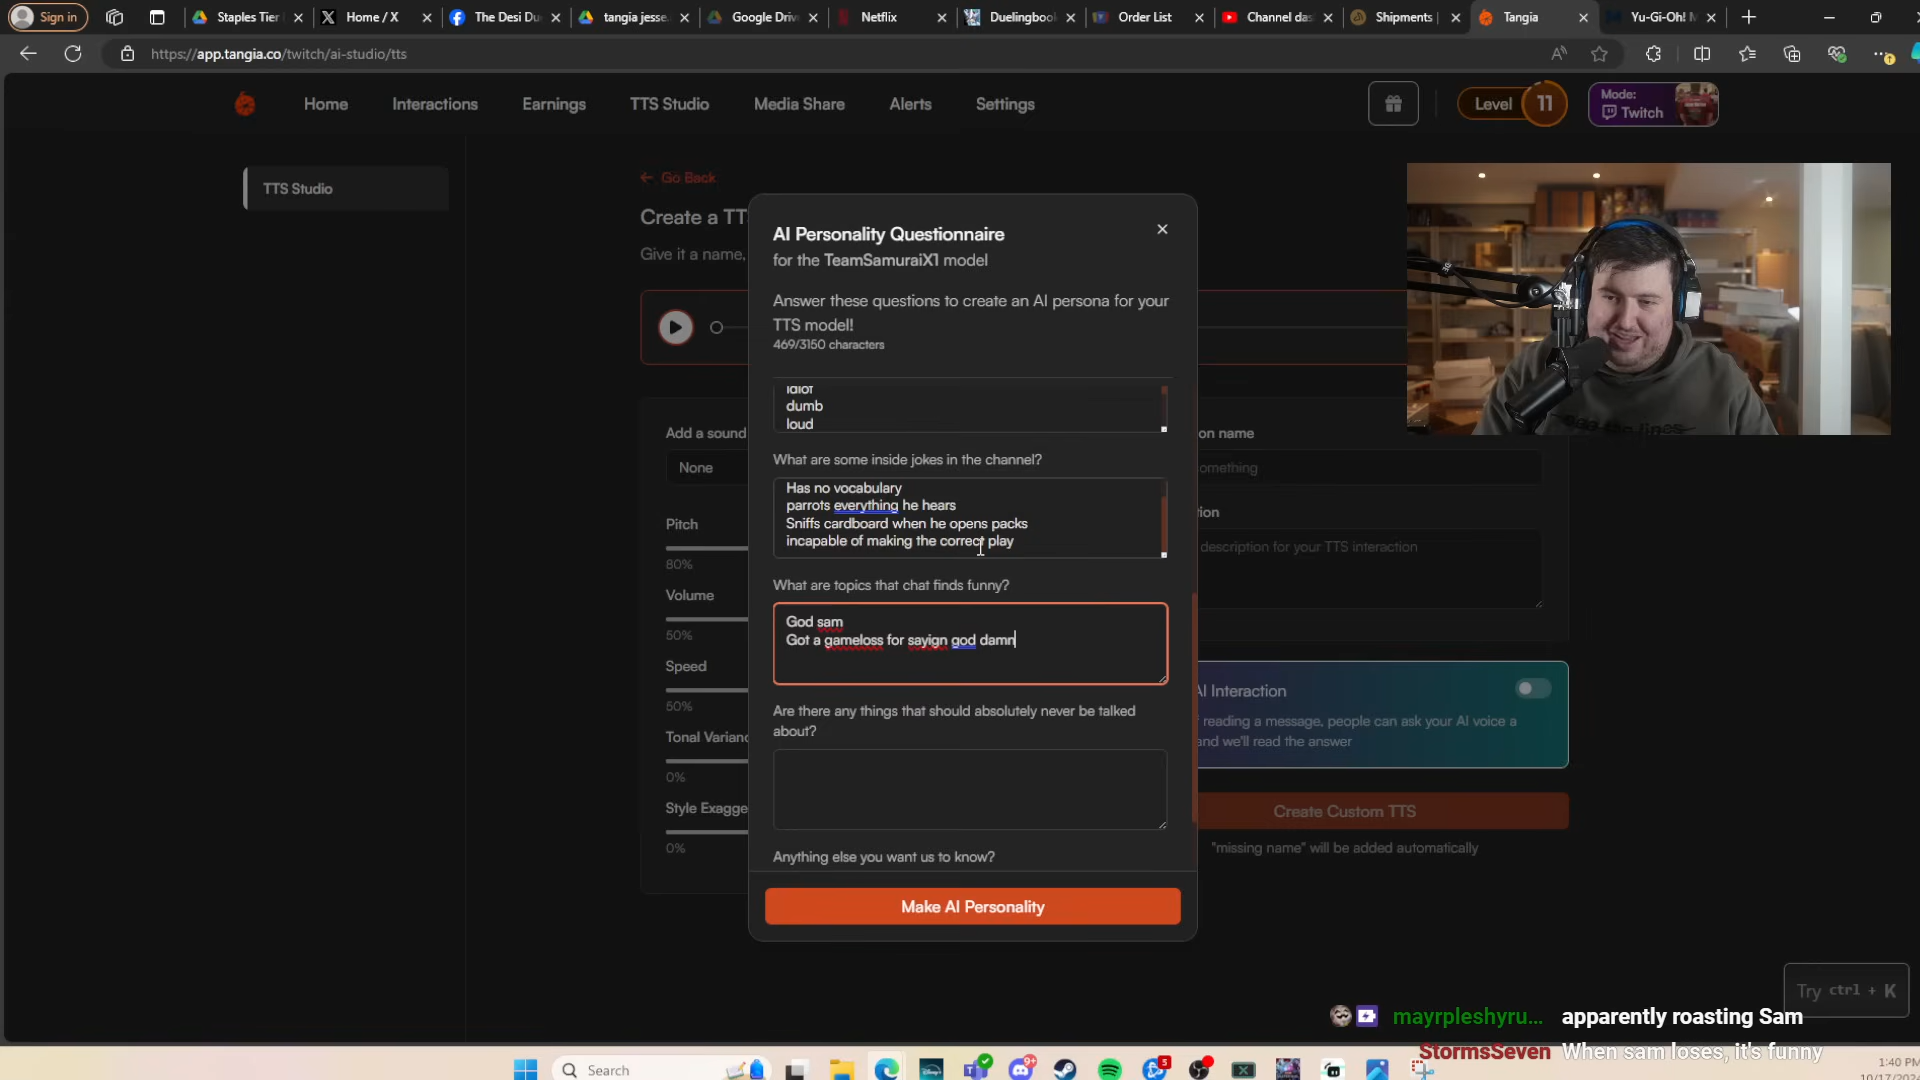 Sign in
Staples Tier
Home / X
The Desi Du
tangia jesse.
Google Driv
Netflix
Duelingboo
Order List
Channel das
Shipments
Tangia
Yu-Gi-Oh! M
https://app.tangia.co/twitch/ai-studio/tts
Home
Interactions
Earnings
TTS Studio
Media Share
Alerts
Settings
Level 11
Mode:
Twitch
TTS Studio
Go Back
Create a TT
Give it a name,
AI Personality Questionnaire
for the TeamSamuraiX1 model
Answer these questions to create an AI persona for your
TTS model!
469/3150 characters
idiot
dumb
loud
What are some inside jokes in the channel?
Has no vocabulary
parrots everything he hears
Sniffs cardboard when he opens packs
incapable of making the correct play
What are topics that chat finds funny?
God sam
Got a gameloss for sayign god damn
Are there any things that should absolutely never be talked
about?
Anything else you want us to know?
Make AI Personality
Add a sound
None
Pitch
80%
Volume
50%
Speed
50%
Tonal Varianc
0%
Style Exagge
0%
on name
omething
ion
description for your TTS interaction
AI Interaction
reading a message, people can ask your AI voice a
and we'll read the answer
Create Custom TTS
"missing name" will be added automatically
Try ctrl + K
mayrpleshyru... apparently roasting Sam
StormsSeven When sam loses, it's funny
Search
9+
5
1:40 PM